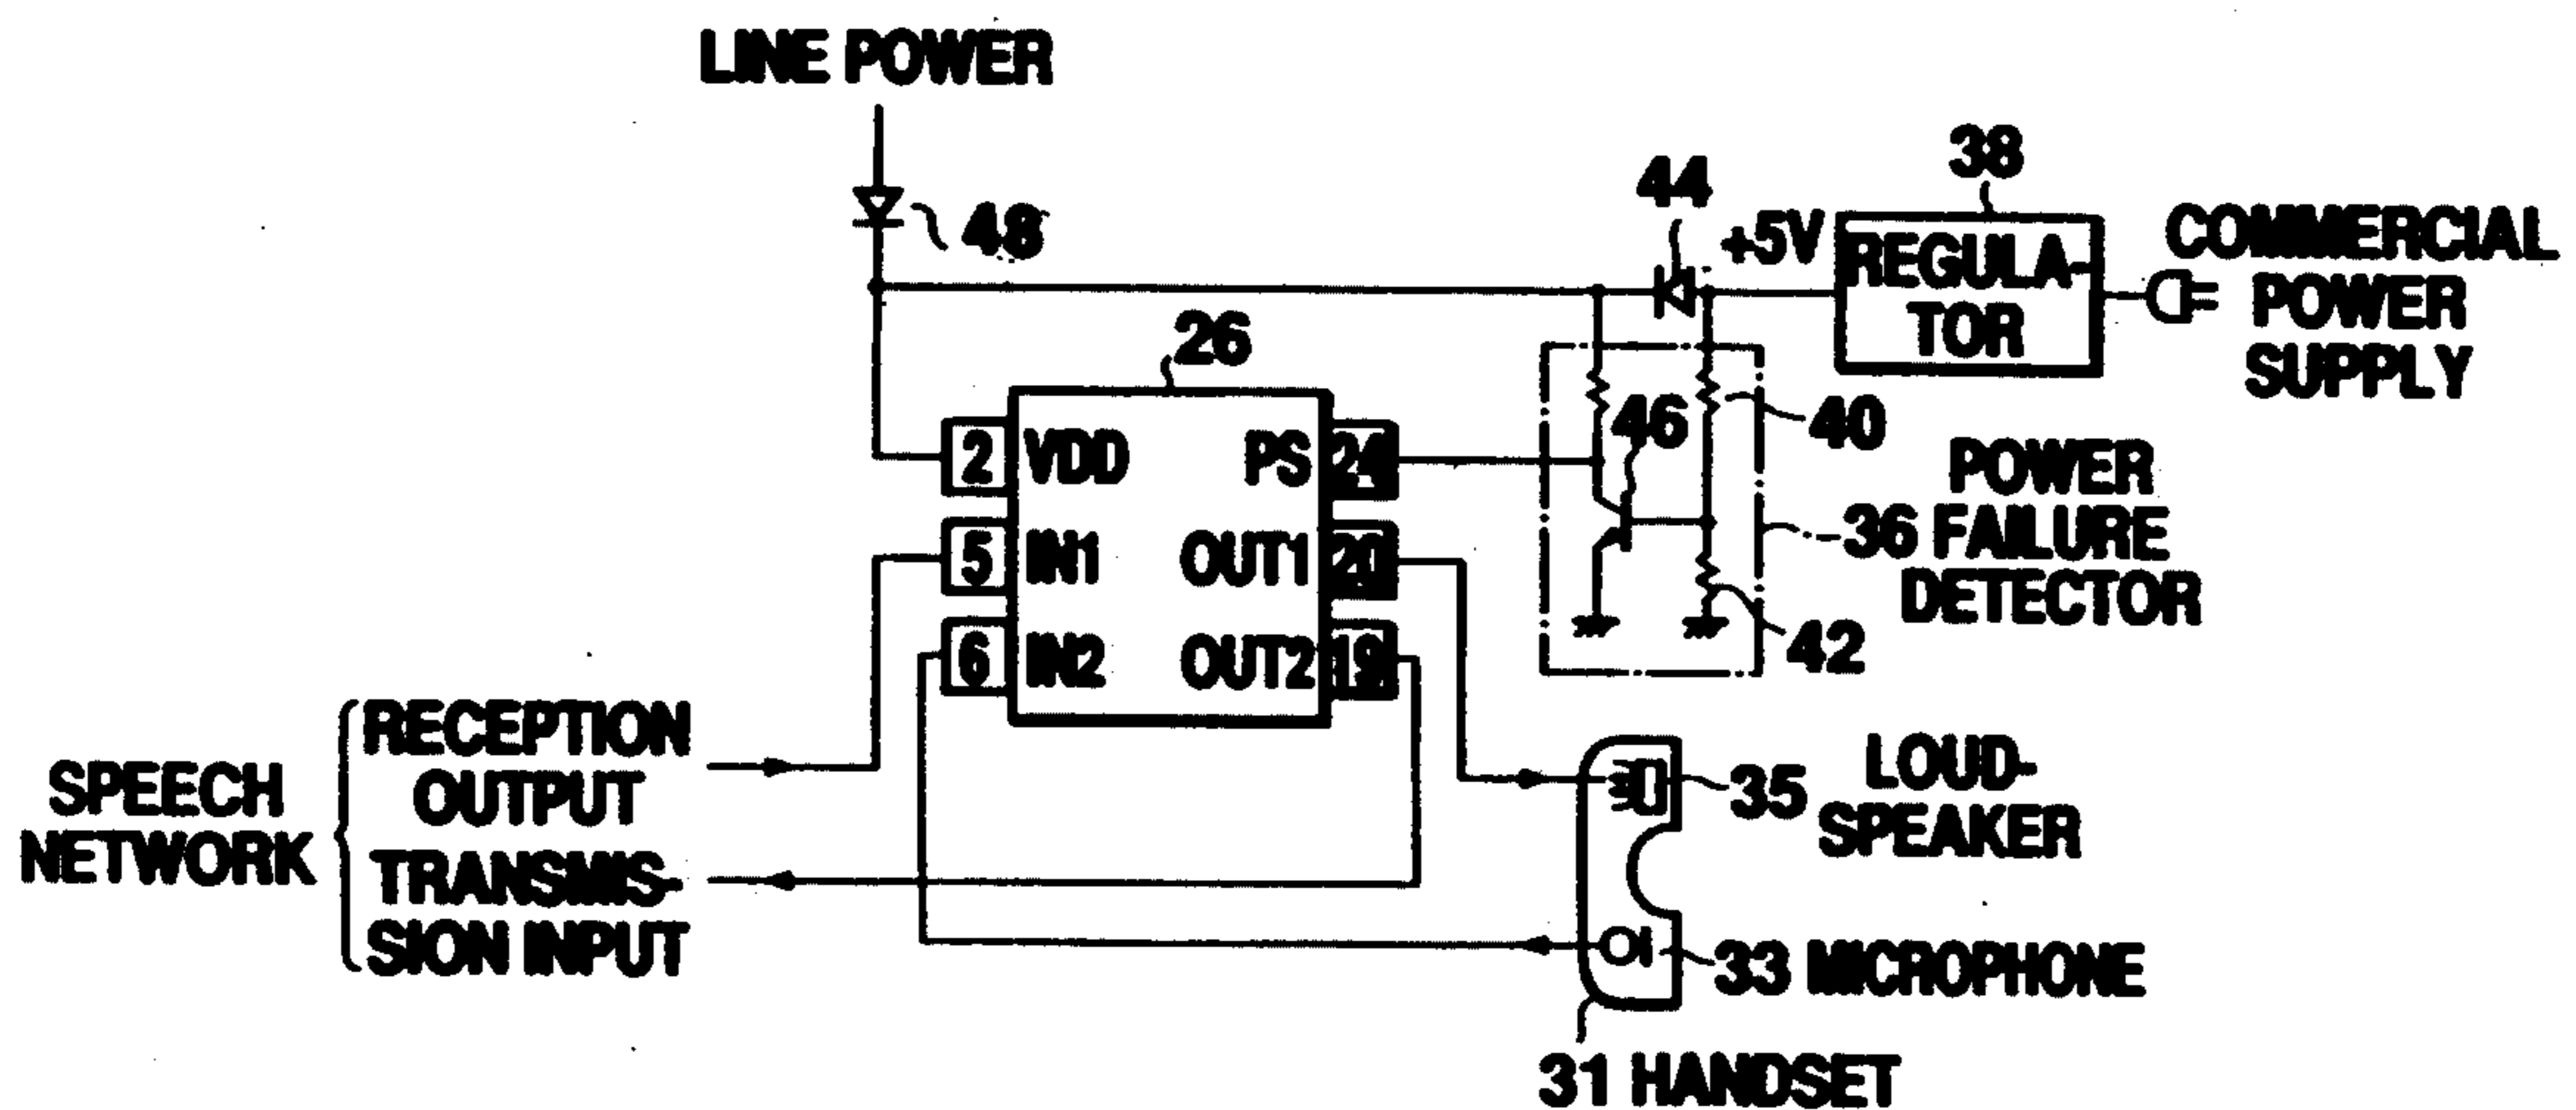 LINE POWER
48
44
+5V
38
REGULA-
TOR
COMMERCIAL
POWER
SUPPLY
26
2
VDD
PS
24
5
IN1
OUT1
20
6
IN2
OUT2
19
46
40
POWER
36 FAILURE
DETECTOR
42
SPEECH
NETWORK
RECEPTION
OUTPUT
TRANSMIS-
SION INPUT
35
LOUD-
SPEAKER
33 MICROPHONE
31 HANDSET